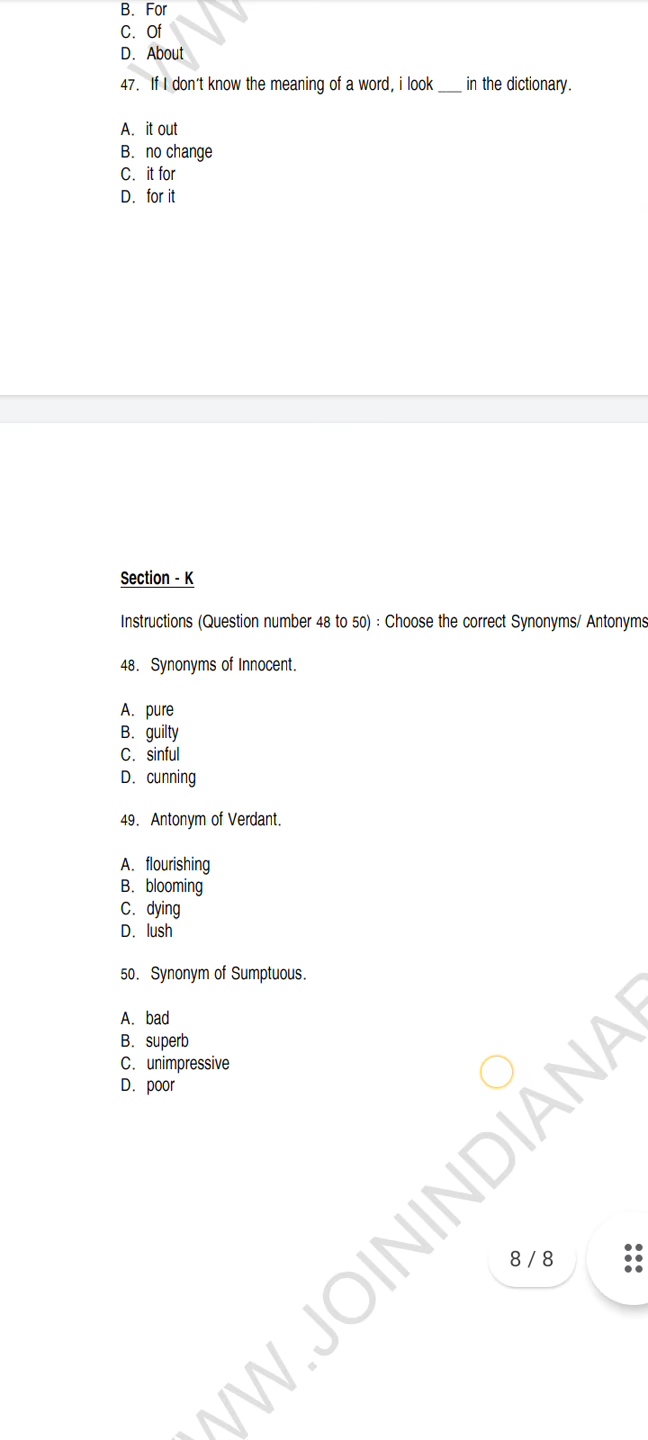 B. For
C. Of
D. About
47. If I don't know the meaning of a word, i look ___ in the dictionary.
A. it out
B. no change
C. it for
D. for it
Section - K
Instructions (Question number 48 to 50) : Choose the correct Synonyms/ Antonyms
48. Synonyms of Innocent.
A. pure
B. guilty
C. sinful
D. cunning
49. Antonym of Verdant.
A. flourishing
B. blooming
C. dying
D. lush
50. Synonym of Sumptuous.
A. bad
B. superb
C. unimpressive
D. poor
8 / 8
WW.JOININDIANAR